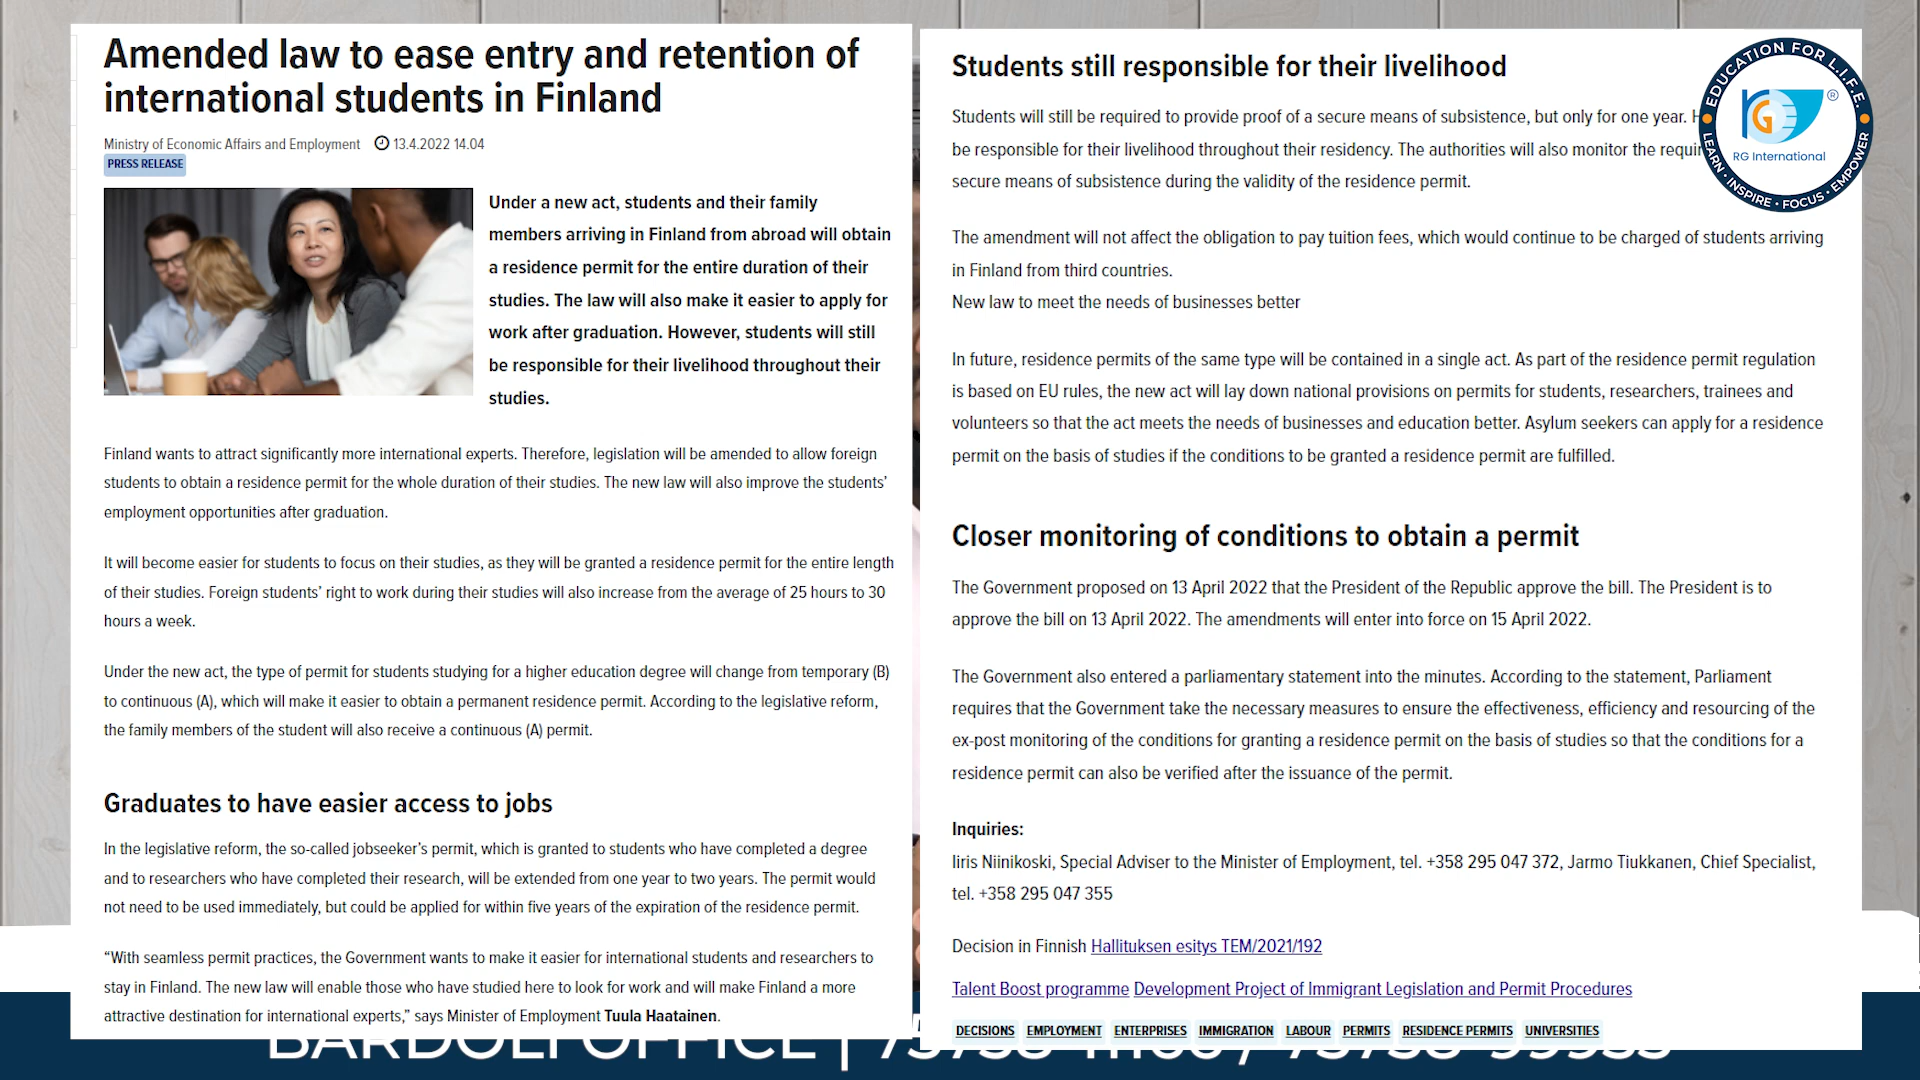 Amended law to ease entry and retention of
international students in Finland
Ministry of Economic Affairs and Employment 13.4.2022 14.04
PRESS RELEASE
Under a new act, students and their family
members arriving in Finland from abroad will obtain
a residence permit for the entire duration of their
studies. The law will also make it easier to apply for
work after graduation. However, students will still
be responsible for their livelihood throughout their
studies.
Finland wants to attract significantly more international experts. Therefore, legislation will be amended to allow foreign
students to obtain a residence permit for the whole duration of their studies. The new law will also improve the students’
employment opportunities after graduation.
It will become easier for students to focus on their studies, as they will be granted a residence permit for the entire length
of their studies. Foreign students’ right to work during their studies will also increase from the average of 25 hours to 30
hours a week.
Under the new act, the type of permit for students studying for a higher education degree will change from temporary (B)
to continuous (A), which will make it easier to obtain a permanent residence permit. According to the legislative reform,
the family members of the student will also receive a continuous (A) permit.
Graduates to have easier access to jobs
In the legislative reform, the so-called jobseeker’s permit, which is granted to students who have completed a degree
and to researchers who have completed their research, will be extended from one year to two years. The permit would
not need to be used immediately, but could be applied for within five years of the expiration of the residence permit.
“With seamless permit practices, the Government wants to make it easier for international students and researchers to
stay in Finland. The new law will enable those who have studied here to look for work and will make Finland a more
attractive destination for international experts,” says Minister of Employment Tuula Haatainen.
Students still responsible for their livelihood
Students will still be required to provide proof of a secure means of subsistence, but only for one year.
be responsible for their livelihood throughout their residency. The authorities will also monitor the
secure means of subsistence during the validity of the residence permit.
The amendment will not affect the obligation to pay tuition fees, which would continue to be charged of students arriving
in Finland from third countries.
New law to meet the needs of businesses better
In future, residence permits of the same type will be contained in a single act. As part of the residence permit regulation
is based on EU rules, the new act will lay down national provisions on permits for students, researchers, trainees and
volunteers so that the act meets the needs of businesses and education better. Asylum seekers can apply for a residence
permit on the basis of studies if the conditions to be granted a residence permit are fulfilled.
Closer monitoring of conditions to obtain a permit
The Government proposed on 13 April 2022 that the President of the Republic approve the bill. The President is to
approve the bill on 13 April 2022. The amendments will enter into force on 15 April 2022.
The Government also entered a parliamentary statement into the minutes. According to the statement, Parliament
requires that the Government take the necessary measures to ensure the effectiveness, efficiency and resourcing of the
ex-post monitoring of the conditions for granting a residence permit on the basis of studies so that the conditions for a
residence permit can also be verified after the issuance of the permit.
Inquiries:
Iiris Niinikoski, Special Adviser to the Minister of Employment, tel. +358 295 047 372, Jarmo Tiukkanen, Chief Specialist,
tel. +358 295 047 355
Decision in Finnish Hallituksen esitys TEM/2021/192
Talent Boost programme Development Project of Immigrant Legislation and Permit Procedures
DECISIONS EMPLOYMENT ENTERPRISES IMMIGRATION LABOUR PERMITS RESIDENCE PERMITS UNIVERSITIES
EDUCATION FOR L.I.F.E.
RG ®
RG International
LEARN • INSPIRE • FOCUS • EMPOWER
BARDOLI OFFICE |